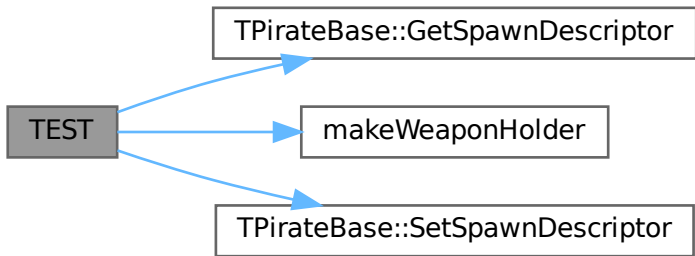 TPirateBase::GetSpawnDescriptor
TEST
makeWeaponHolder
TPirateBase::SetSpawnDescriptor